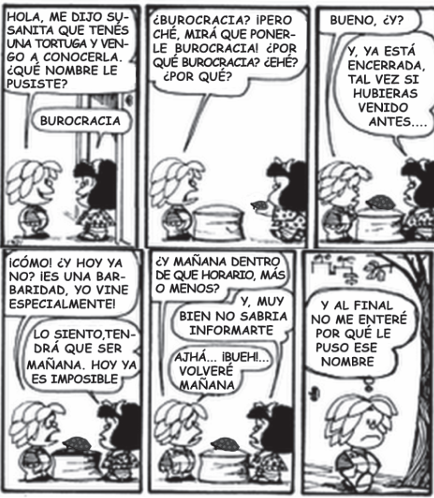 HOLA, ME DIJO SU-
SANITA QUE TENÉS
UNA TORTUGA Y VEN-
GO A CONOCERLA.
¿QUÉ NOMBRE LE
PUSISTE?
BUROCRACIA
¿BUROCRACIA? ¡PERO
CHÉ, MIRÁ QUE PONER-
LE BUROCRACIA! ¿POR
QUÉ BUROCRACIA? ¿EHÉ?
¿POR QUÉ?
BUENO, ¿Y?
Y, YA ESTÁ
ENCERRADA,
TAL VEZ SI
HUBIERAS
VENIDO
ANTES....
¡CÓMO! ¿Y HOY YA
NO? ¡ES UNA BAR-
BARIDAD, YO VINE
ESPECIALMENTE!
LO SIENTO,TEN-
DRÁ QUE SER
MAÑANA. HOY YA
ES IMPOSIBLE
¿Y MAÑANA DENTRO
DE QUE HORARIO, MÁS
O MENOS?
Y, MUY
BIEN NO SABRIA
INFORMARTE
AJHÁ... ¡BUEH!...
VOLVERÉ
MAÑANA
Y AL FINAL
NO ME ENTERÉ
POR QUÉ LE
PUSO ESE
NOMBRE